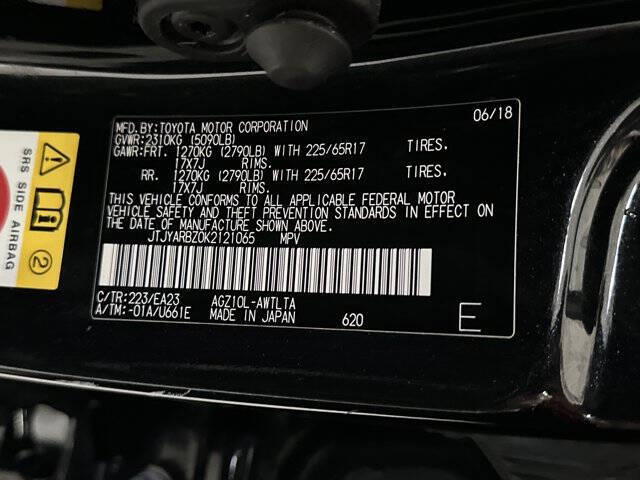 06/18
MFD. BY: TOYOTA MOTOR CORPORATION
GVWR: 2310KG (5090LB)
GAWR: FRT. 1270KG (2790LB) WITH 225/65R17 TIRES.
17X7J RIMS.
RR. 1270KG (2790LB) WITH 225/65R17 TIRES.
17X7J RIMS.
THIS VEHICLE CONFORMS TO ALL APPLICABLE FEDERAL MOTOR
VEHICLE SAFETY AND THEFT PREVENTION STANDARDS IN EFFECT
ON THE DATE OF MANUFACTURE SHOWN ABOVE.
JTJYARBZ0K2121065 MPV
C/TR: 223/EA23 AGZ10L-AWTLTA
A/TM: -01A/U661E MADE IN JAPAN 620 E
SRS SIDE AIRBAG
2